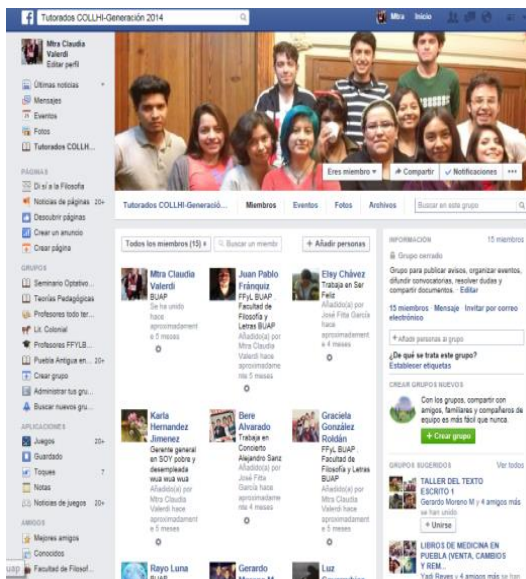 Tutorados COLLHI-Generación 2014
Mtra Inicio
Mtra Claudia
Valerdi
Editar perfil
Últimas noticias
Mensajes
Eventos
Fotos
Tutorados COLLH...
PÁGINAS
Di sí a la Filosofía
Noticias de páginas 20+
Descubrir páginas
Crear un anuncio
Crear página
GRUPOS
Seminario Optativo...
Teorías Pedagógicas
Profesores todo ter...
Lit. Colonial
Profesores FFYLB...
Puebla Antigua en... 20+
Crear grupo
Administrar tus gru...
Buscar nuevos gru...
APLICACIONES
Juegos 20+
Guardado
Toques 7
Notas
Noticias de juegos 20+
AMIGOS
Mejores amigos
Conocidos
Facultad de Filosof...
uap
Eres miembro
Compartir
Notificaciones
Tutorados COLLHI-Generació...
Miembros
Eventos
Fotos
Archivos
Buscar en este grupo
Todos los miembros (15)
Buscar un miembr
+ Añadir personas
Mtra Claudia
Valerdi
BUAP
Se ha unido
hace
aproximadament
e 5 meses
Juan Pablo
Fránquiz
FFyL BUAP .
Facultad de
Filosofía y
Letras BUAP
Añadido(a) por
Mtra Claudia
Valerdi hace
aproximadame
nte 5 meses
Elsy Chávez
Trabaja en Ser
Feliz
Añadido(a) por
José Fitta García
hace
aproximadament
e 4 meses
Karla
Hernandez
Jimenez
Gerente general
en SOY pobre y
desempleada
wua wua wua
Añadido(a) por
Mtra Claudia
Valerdi hace
aproximadament
e 5 meses
Bere
Alvarado
Trabaja en
Concierto
Alejandro Sanz
Añadido(a) por
José Fitta
García hace
aproximadame
nte 4 meses
Graciela
González
Roldán
FFyL BUAP .
Facultad de
Filosofía y Letras
BUAP
Añadido(a) por
Mtra Claudia
Valerdi hace
aproximadament
e 5 meses
Rayo Luna
BUAP
Gerardo
Moreno M
Luz
INFORMACIÓN 15 miembros
Grupo cerrado
Grupo para publicar avisos, organizar eventos,
difundir convocatorias, resolver dudas y
compartir documentos. · Editar
15 miembros · Mensaje · Invitar por correo
electrónico
+ Añadir personas al grupo
¿De qué se trata este grupo?
Establecer etiquetas
CREAR GRUPOS NUEVOS
Con los grupos, compartir con
amigos, familiares y compañeros de
equipo es más fácil que nunca.
+ Crear grupo
GRUPOS SUGERIDOS Ver todos
TALLER DEL TEXTO
ESCRITO 1
Gerardo Moreno M y 4 amigos más
se han unido
+ Unirse
LIBROS DE MEDICINA EN
PUEBLA (VENTA, CAMBIOS
Y REM...
Yadi Reyes y 4 amigos más se han